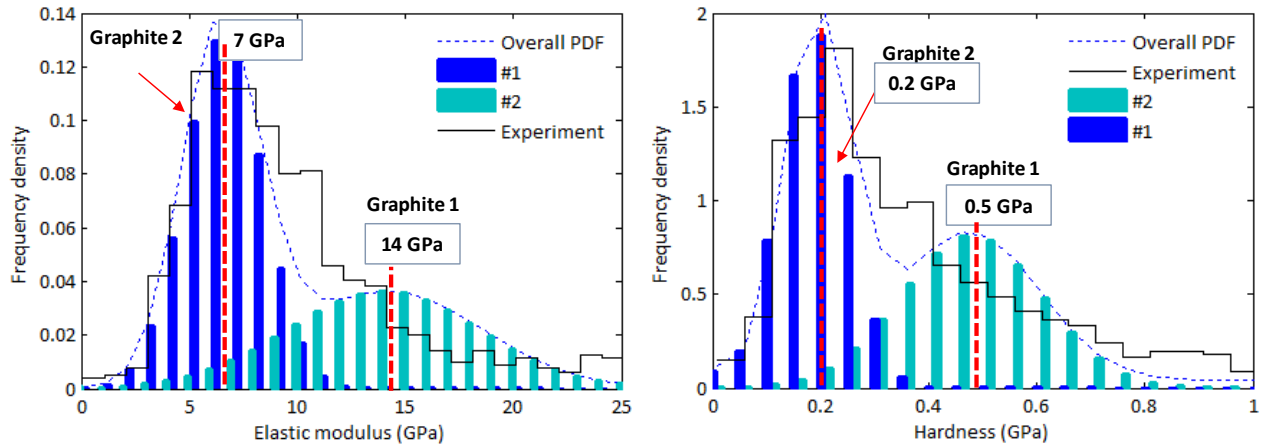 0.14
0.12
0.1
0.08
0.06
0.04
0.02
0
Frequency density
0
5
10
15
20
25
Elastic modulus (GPa)
Graphite 2
7 GPa
Graphite 1
14 GPa
Overall PDF
#1
#2
Experiment
2
1.5
1
0.5
0
Frequency density
0
0.2
0.4
0.6
0.8
1
Hardness (GPa)
Graphite 2
0.2 GPa
Graphite 1
0.5 GPa
Overall PDF
Experiment
#2
#1